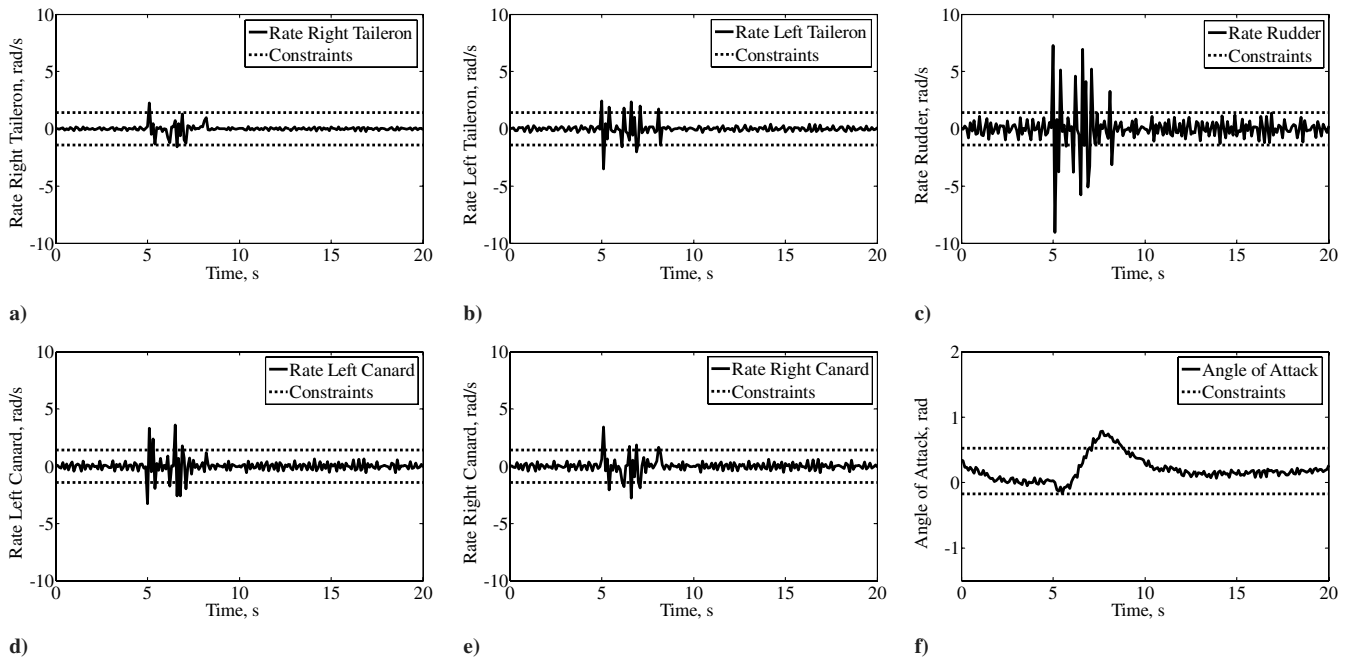 10
5
0
-5
-10
Rate Right Taileron, rad/s
Rate Right Taileron
Constraints
0 5 10 15 20
Time, s
a)
10
5
0
-5
-10
Rate Left Taileron, rad/s
Rate Left Taileron
Constraints
0 5 10 15 20
Time, s
b)
10
5
0
-5
-10
Rate Rudder, rad/s
Rate Rudder
Constraints
0 5 10 15 20
Time, s
c)
10
5
0
-5
-10
Rate Left Canard, rad/s
Rate Left Canard
Constraints
0 5 10 15 20
Time, s
d)
10
5
0
-5
-10
Rate Right Canard, rad/s
Rate Right Canard
Constraints
0 5 10 15 20
Time, s
e)
2
1
0
-1
Angle of Attack, rad
Angle of Attack
Constraints
0 5 10 15 20
Time, s
f)